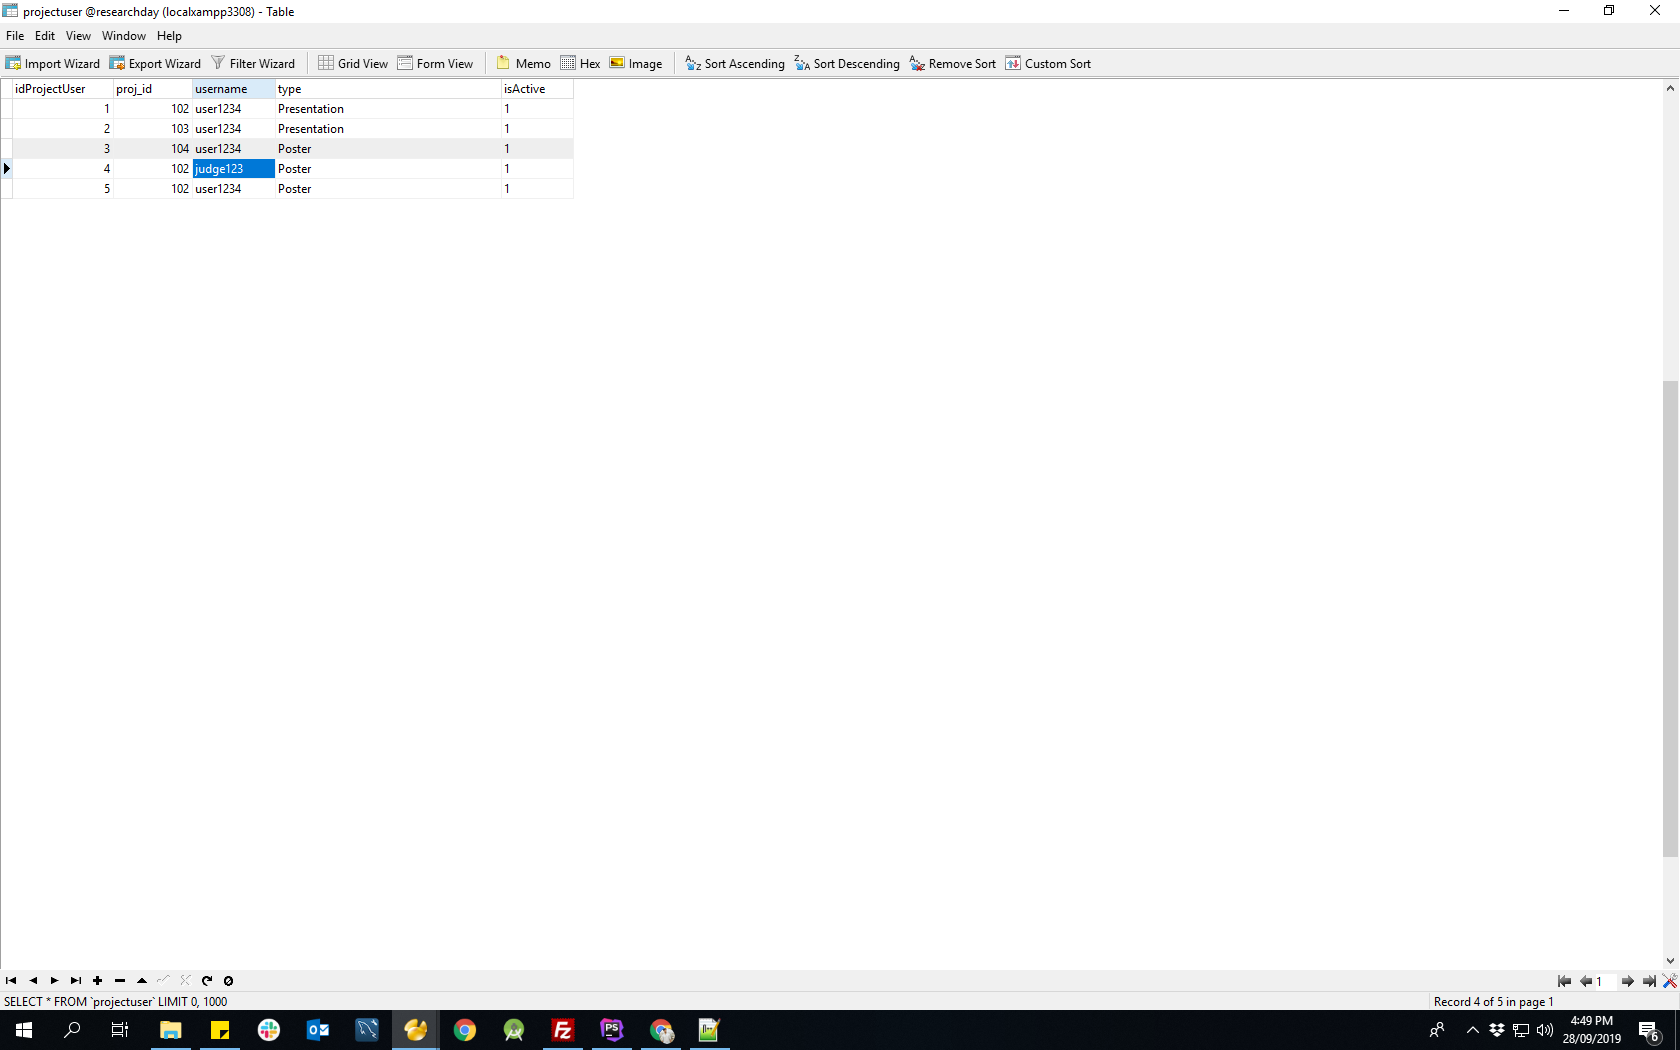 projectuser @researchday (localxampp3308) - Table
File Edit View Window Help
Import Wizard Export Wizard Filter Wizard Grid View Form View Memo Hex Image Sort Ascending Sort Descending Remove Sort Custom Sort
idProjectUser proj_id username type isActive
1 102 user1234 Presentation 1
2 103 user1234 Presentation 1
3 104 user1234 Poster 1
4 102 judge123 Poster 1
5 102 user1234 Poster 1
1
SELECT * FROM `projectuser` LIMIT 0, 1000 Record 4 of 5 in page 1
4:49 PM
28/09/2019
6